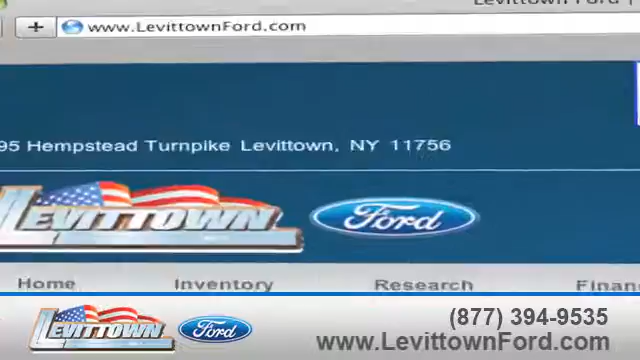 Levittown Ford
www.LevittownFord.com
95 Hempstead Turnpike Levittown, NY 11756
LEVITTOWN Ford
Home Inventory Research
LEVITTOWN Ford
(877) 394-9535
www.LevittownFord.com